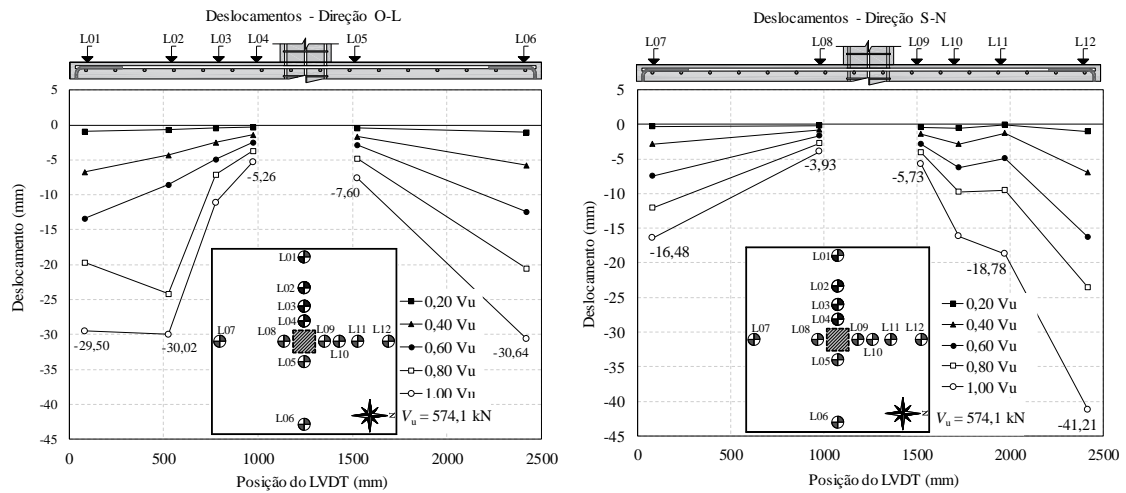 Deslocamentos - Direção O-L
L01 L02 L03 L04 L05 L06
5
0
-5
-10
-15
-20
-25
-30
-35
-40
-45
Deslocamento (mm)
-5,26
-7,60
-29,50
-30,02
-30,64
L01
L02
L03
L04
L07 L08 L09 L11 L12
L10
L05
L06
N
0,20 Vu
0,40 Vu
0,60 Vu
0,80 Vu
1,00 Vu
Vu = 574,1 kN
0 500 1000 1500 2000 2500
Posição do LVDT (mm)
Deslocamentos - Direção S-N
L07 L08 L09 L10 L11 L12
5
0
-5
-10
-15
-20
-25
-30
-35
-40
-45
Deslocamento (mm)
-3,93
-5,73
-16,48
-18,78
-41,21
L01
L02
L03
L04
L07 L08 L09 L11 L12
L10
L05
L06
N
0,20 Vu
0,40 Vu
0,60 Vu
0,80 Vu
1,00 Vu
Vu = 574,1 kN
0 500 1000 1500 2000 2500
Posição do LVDT (mm)